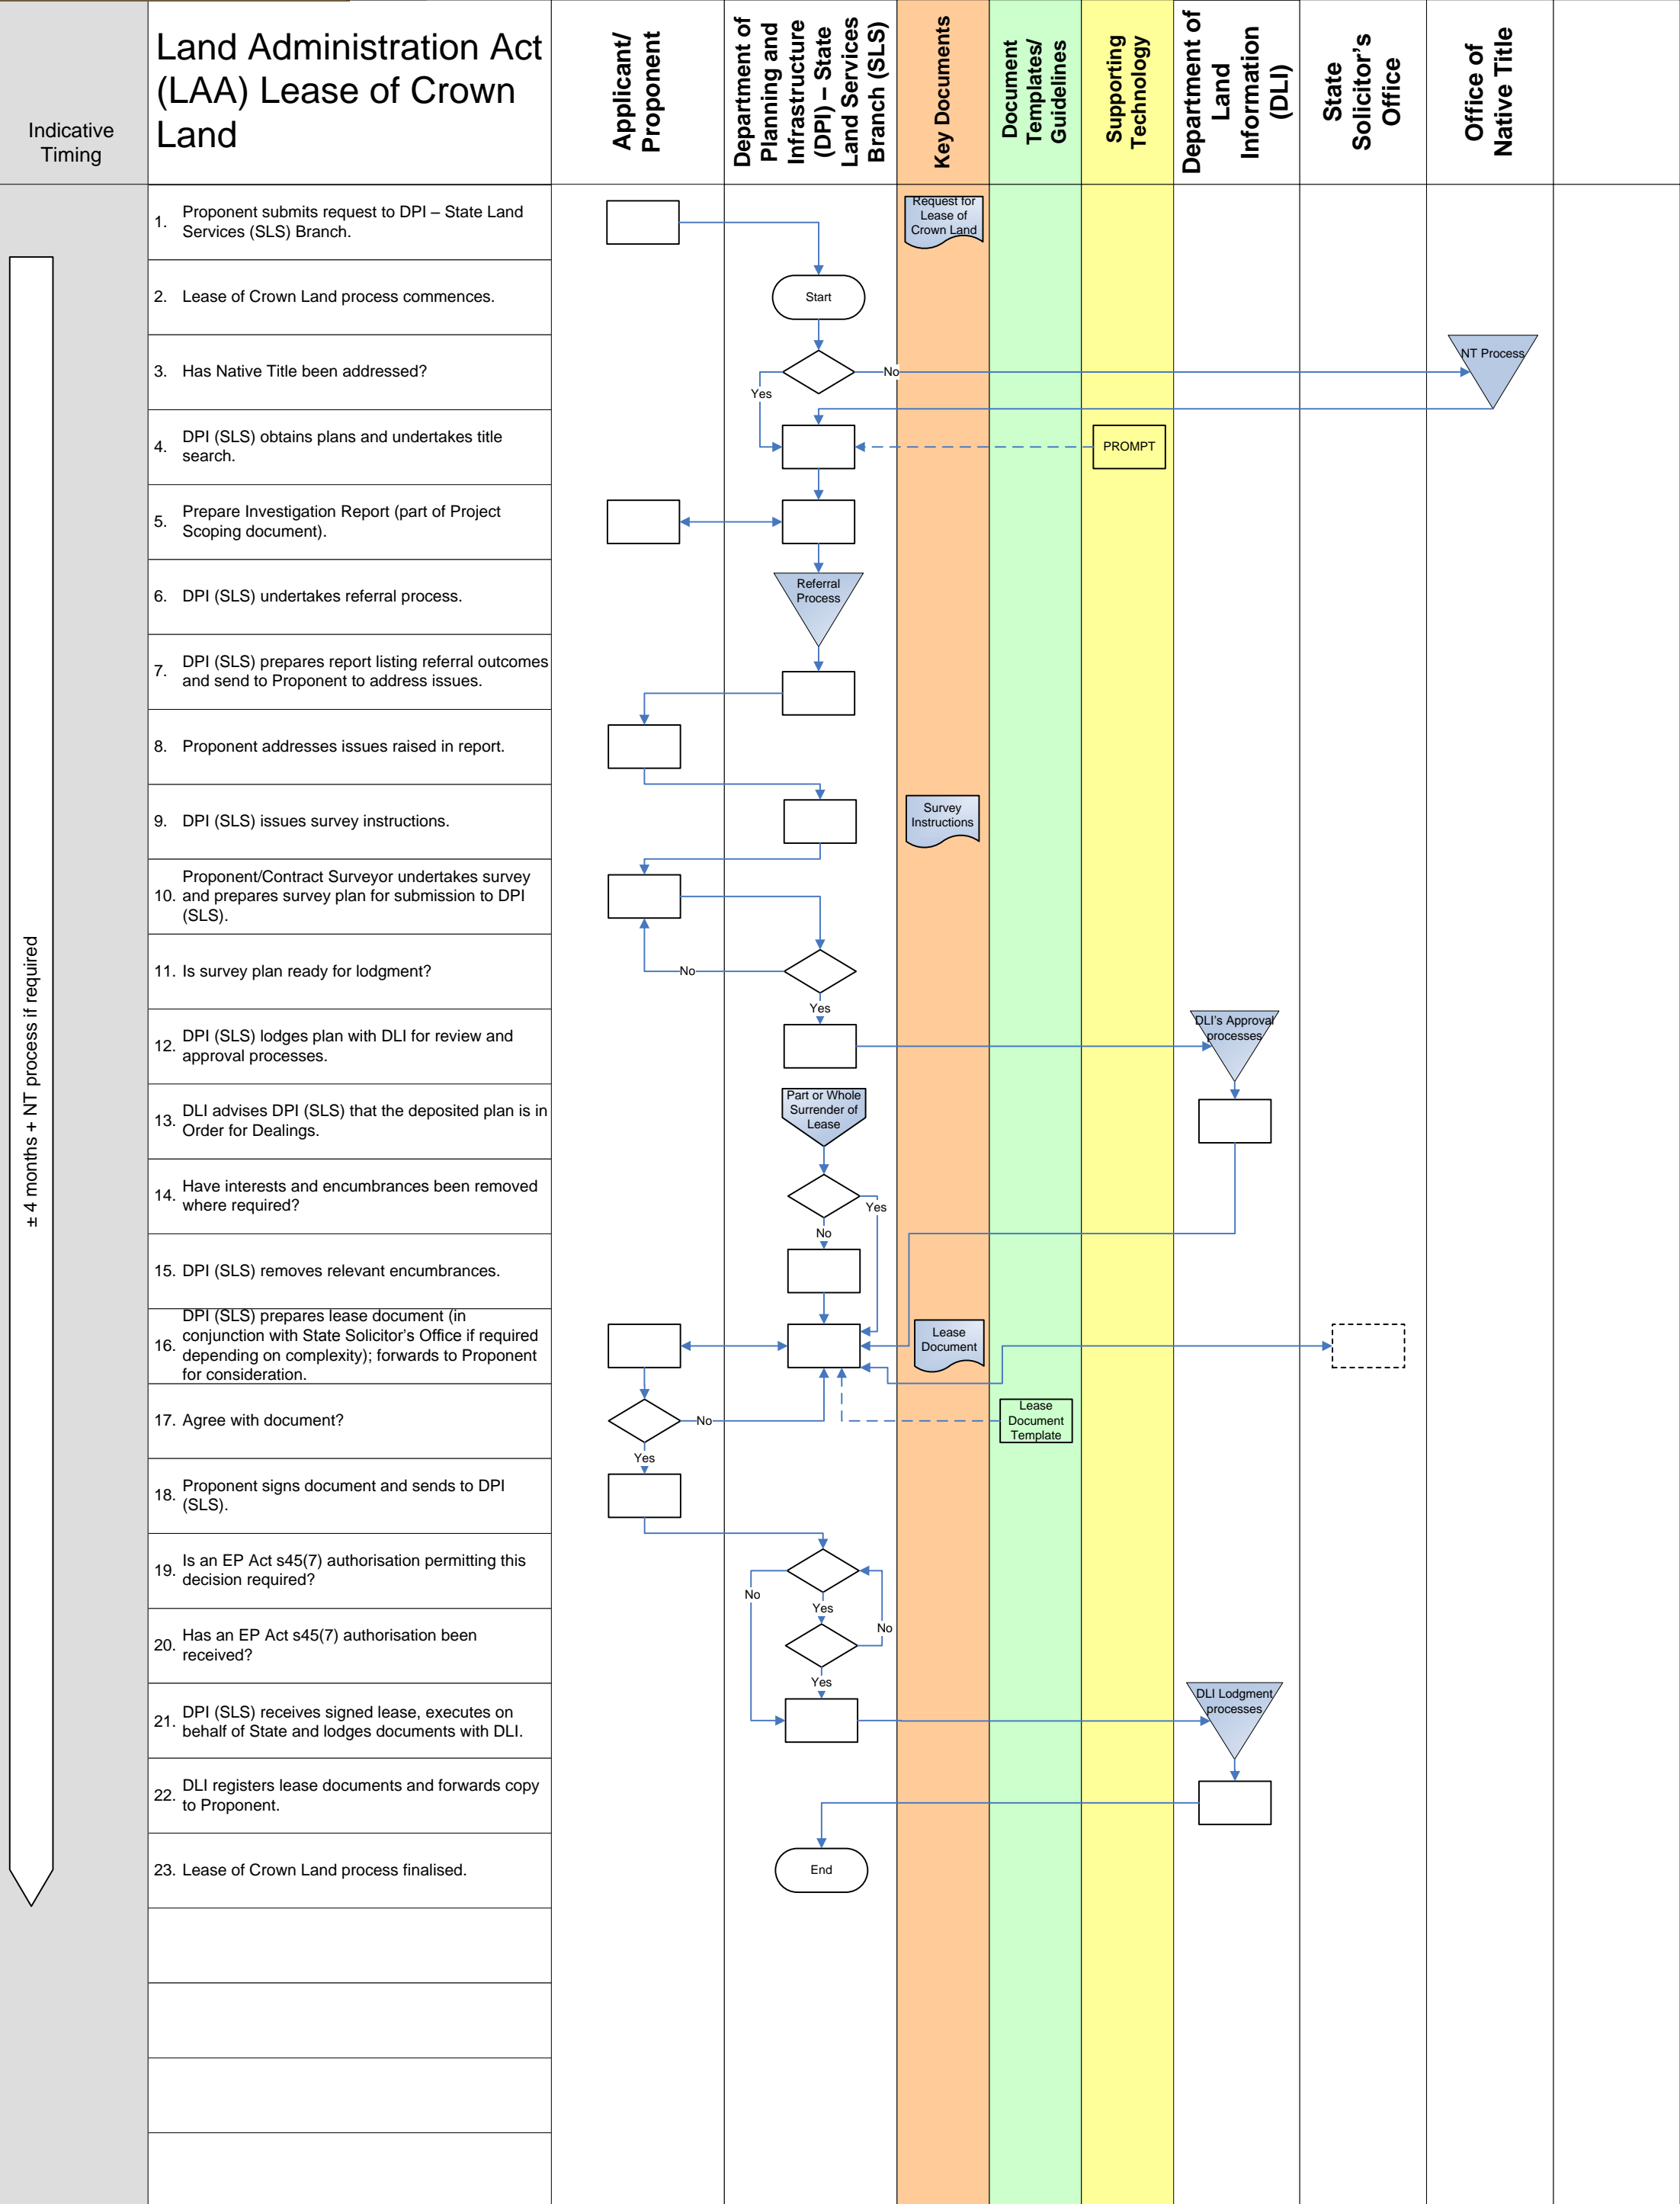 Indicative
Timing
Land Administration Act
(LAA) Lease of Crown
Land
Applicant/
Proponent
Department of
Planning and
Infrastructure
(DPI) – State
Land Services
Branch (SLS)
Key Documents
Document
Templates/
Guidelines
Supporting
Technology
Department of
Land
Information
(DLI)
State
Solicitor's
Office
Office of
Native Title
± 4 months + NT process if required
1. Proponent submits request to DPI – State Land
Services (SLS) Branch.
Request for
Lease of
Crown Land
2. Lease of Crown Land process commences.
Start
3. Has Native Title been addressed?
No
Yes
NT Process
4. DPI (SLS) obtains plans and undertakes title
search.
PROMPT
5. Prepare Investigation Report (part of Project
Scoping document).
6. DPI (SLS) undertakes referral process.
Referral
Process
7. DPI (SLS) prepares report listing referral outcomes
and send to Proponent to address issues.
8. Proponent addresses issues raised in report.
9. DPI (SLS) issues survey instructions.
Survey
Instructions
10. Proponent/Contract Surveyor undertakes survey
and prepares survey plan for submission to DPI
(SLS).
11. Is survey plan ready for lodgment?
No
Yes
12. DPI (SLS) lodges plan with DLI for review and
approval processes.
DLI's Approval
processes
13. DLI advises DPI (SLS) that the deposited plan is in
Order for Dealings.
Part or Whole
Surrender of
Lease
14. Have interests and encumbrances been removed
where required?
Yes
No
15. DPI (SLS) removes relevant encumbrances.
16. DPI (SLS) prepares lease document (in
conjunction with State Solicitor's Office if required
depending on complexity); forwards to Proponent
for consideration.
Lease
Document
17. Agree with document?
No
Yes
Lease
Document
Template
18. Proponent signs document and sends to DPI
(SLS).
19. Is an EP Act s45(7) authorisation permitting this
decision required?
No
Yes
20. Has an EP Act s45(7) authorisation been
received?
No
Yes
21. DPI (SLS) receives signed lease, executes on
behalf of State and lodges documents with DLI.
DLI Lodgment
processes
22. DLI registers lease documents and forwards copy
to Proponent.
23. Lease of Crown Land process finalised.
End